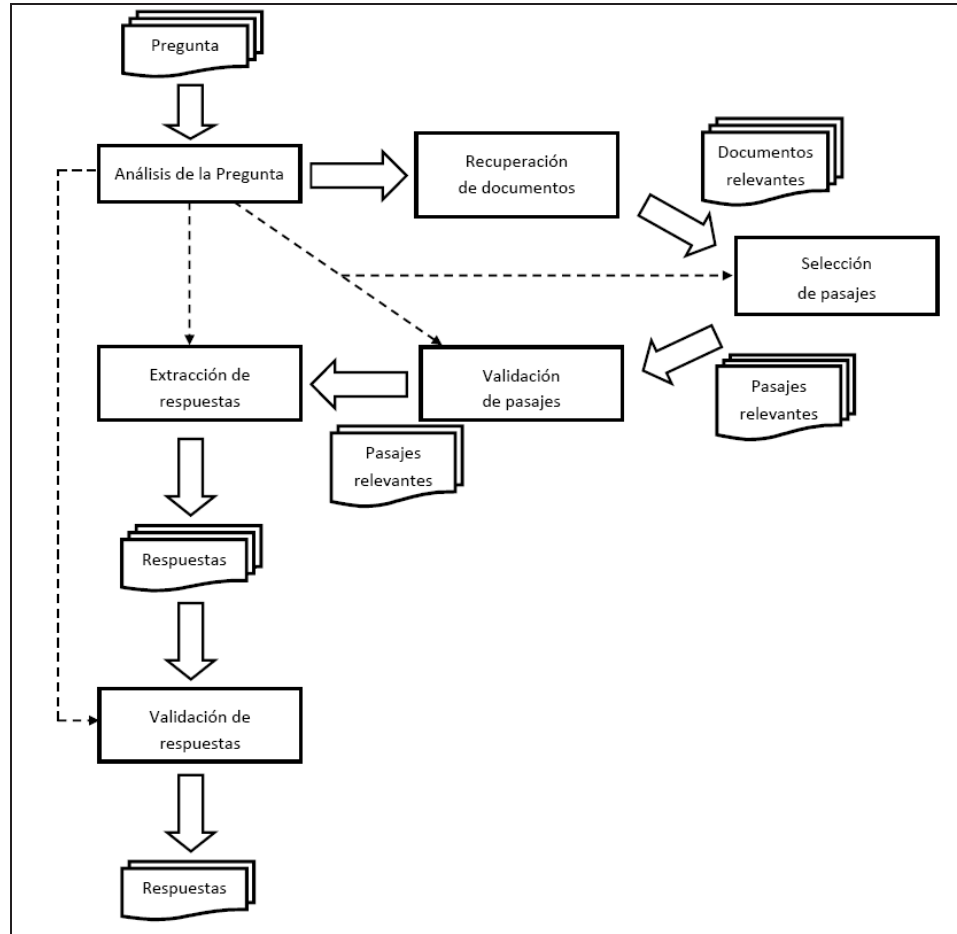 Pregunta
Análisis de la Pregunta
Recuperación
de documentos
Documentos
relevantes
Selección
de pasajes
Extracción de
respuestas
Validación
de pasajes
Pasajes
relevantes
Pasajes
relevantes
Respuestas
Validación de
respuestas
Respuestas